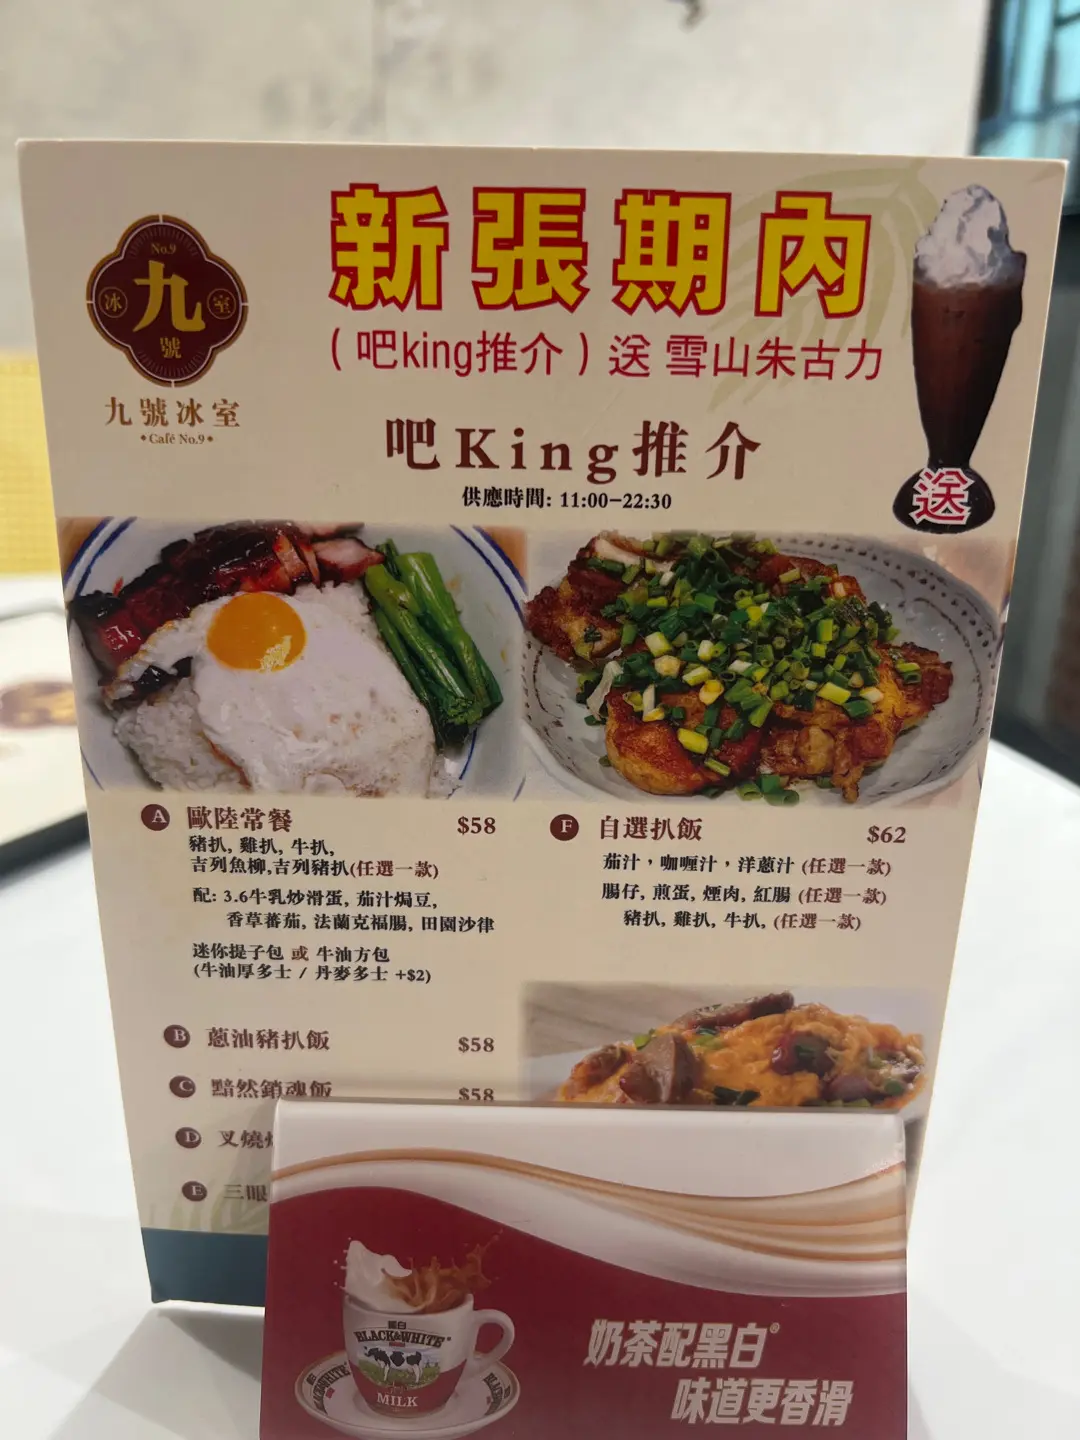 No.9
冰 九 室
號
九號冰室
Café No.9
新張期內
(吧king推介)送 雪山朱古力
吧King推介
供應時間: 11:00-22:30
送
A 歐陸常餐 $58
豬扒, 雞扒, 牛扒,
吉列魚柳,吉列豬扒(任選一款)
配: 3.6牛乳炒滑蛋, 茄汁焗豆,
香草蕃茄, 法蘭克福腸, 田園沙律
迷你提子包 或 牛油方包
(牛油厚多士 / 丹麥多士 +$2)
B 蔥油豬扒飯 $58
C 黯然銷魂飯 $58
D 叉燒
E 三眼
F 自選扒飯 $62
茄汁，咖喱汁，洋蔥汁 (任選一款)
腸仔, 煎蛋, 煙肉, 紅腸 (任選一款)
豬扒, 雞扒, 牛扒, (任選一款)
黑白
BLACK&WHITE
MILK
BLACK&WHITE
奶茶配黑白®
味道更香滑